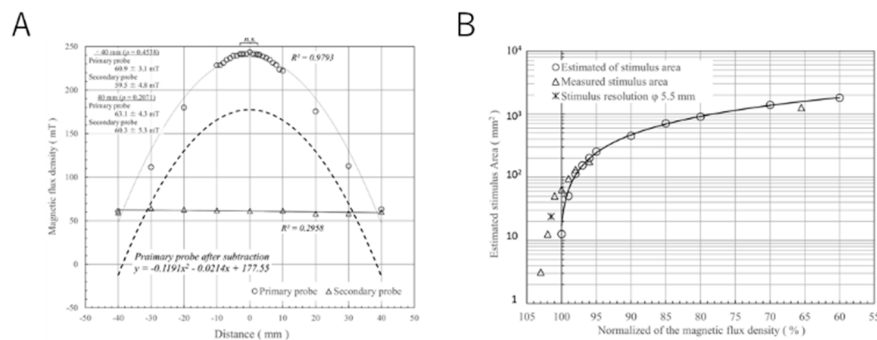 A
n.s.
−40 mm (p = 0.4538)
Primary probe
60.9 ± 3.1 mT
Secondary probe
59.5 ± 4.8 mT
40 mm (p = 0.2071)
Primary probe
63.1 ± 4.3 mT
Secondary probe
60.3 ± 5.3 mT
R² = 0.9793
R² = 0.2958
Praimary probe after subtraction
y = -0.1191x² - 0.0214x + 177.55
Primary probe
Secondary probe
Magnetic flux density ( mT )
250
200
150
100
50
0
-50
-50 -40 -30 -20 -10 0 10 20 30 40 50
Distance ( mm )
B
Estimated of stimulus area
Measured stimulus area
Stimulus resolution φ 5.5 mm
Estimated stimulus Area ( mm² )
10⁴
10³
10²
10
1
105 100 95 90 85 80 75 70 65 60 55
Normalized of the magnetic flux density ( % )